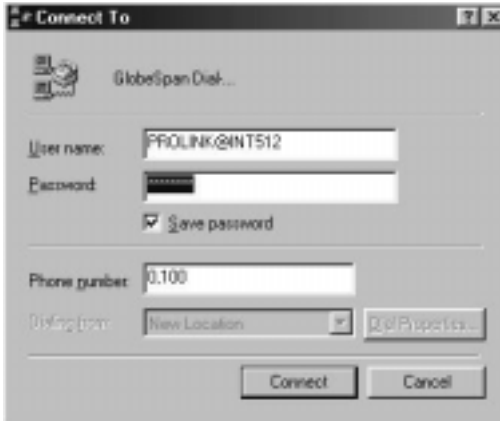 Connect To
GlobeSpan Dial-...
User name: PROLINK@INT512
Password:
Save password
Phone number: 0,100
Dialing from: New Location Dial Properties...
Connect Cancel